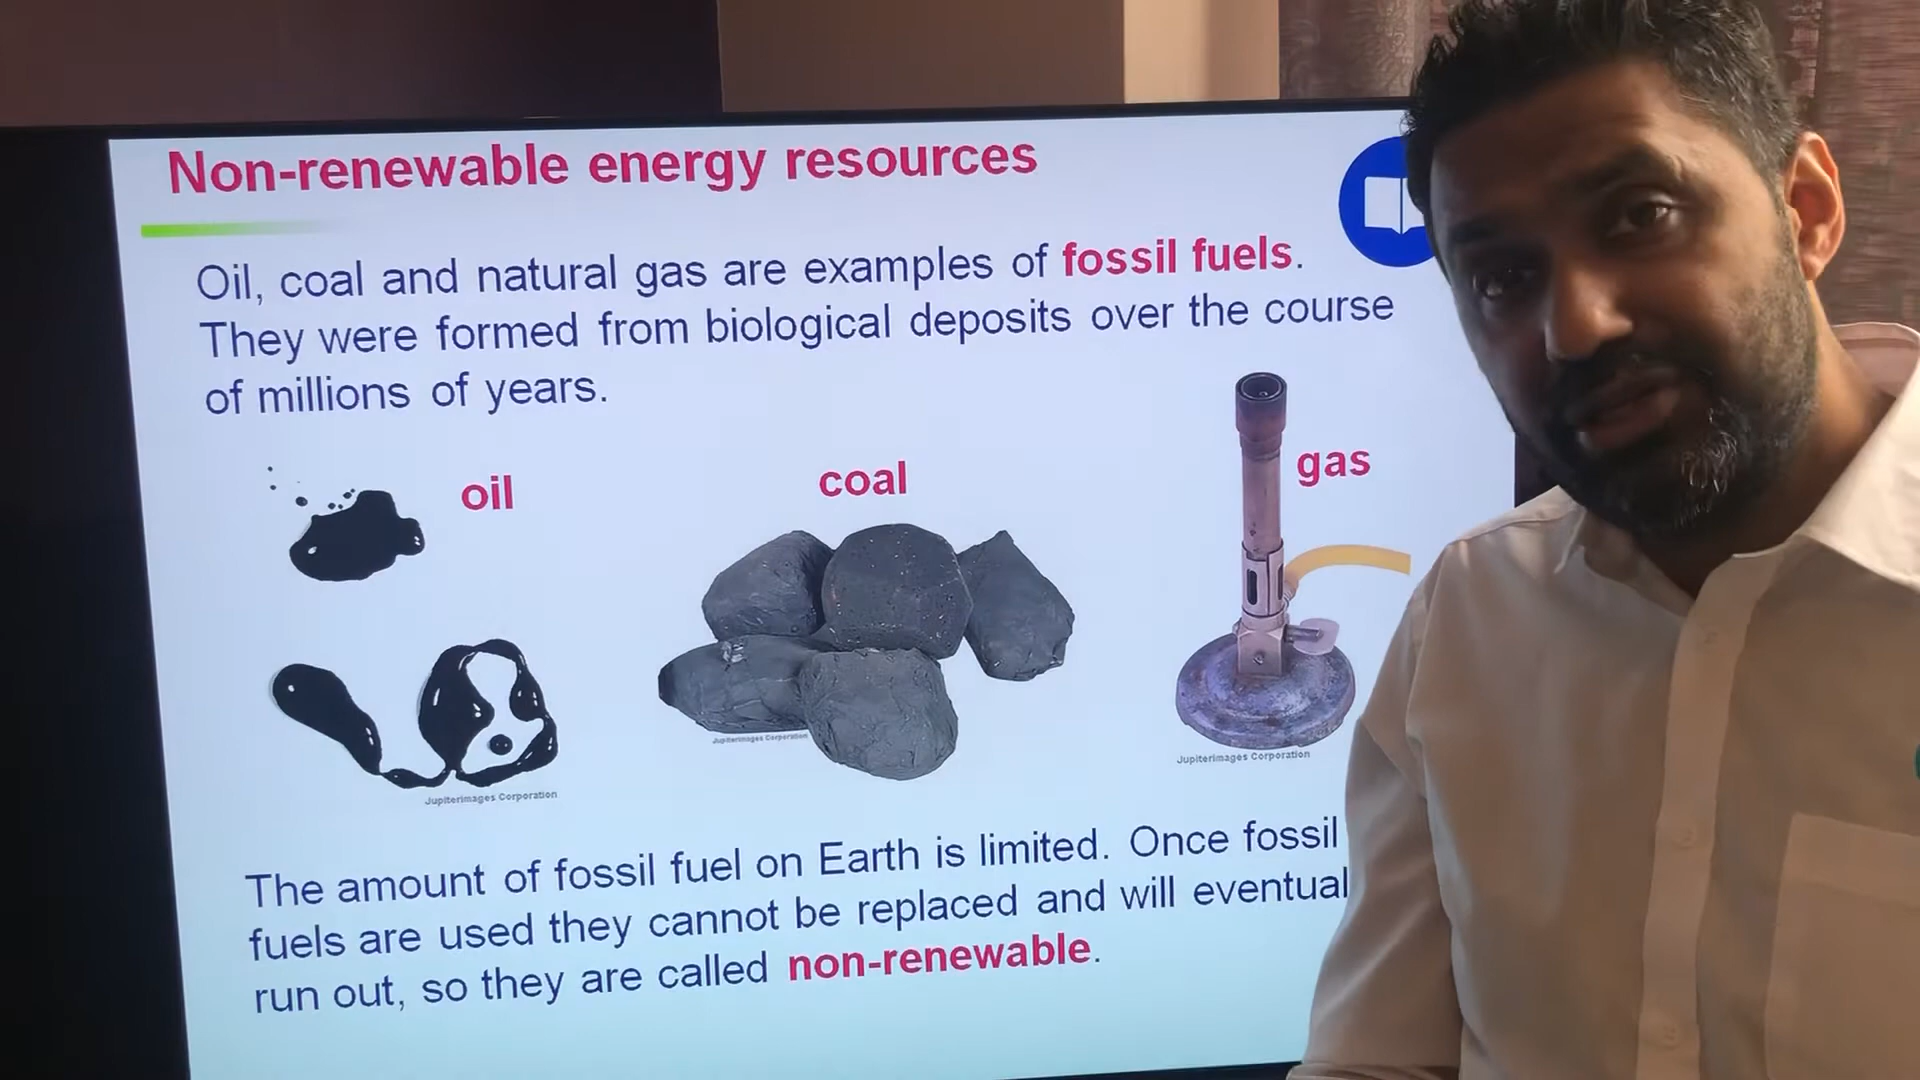 Non-renewable energy resources
Oil, coal and natural gas are examples of fossil fuels.
They were formed from biological deposits over the course
of millions of years.
oil
coal
gas
Jupiterimages Corporation
Jupiterimages Corporation
Jupiterimages Corporation
The amount of fossil fuel on Earth is limited. Once fossil
fuels are used they cannot be replaced and will eventual
run out, so they are called non-renewable.